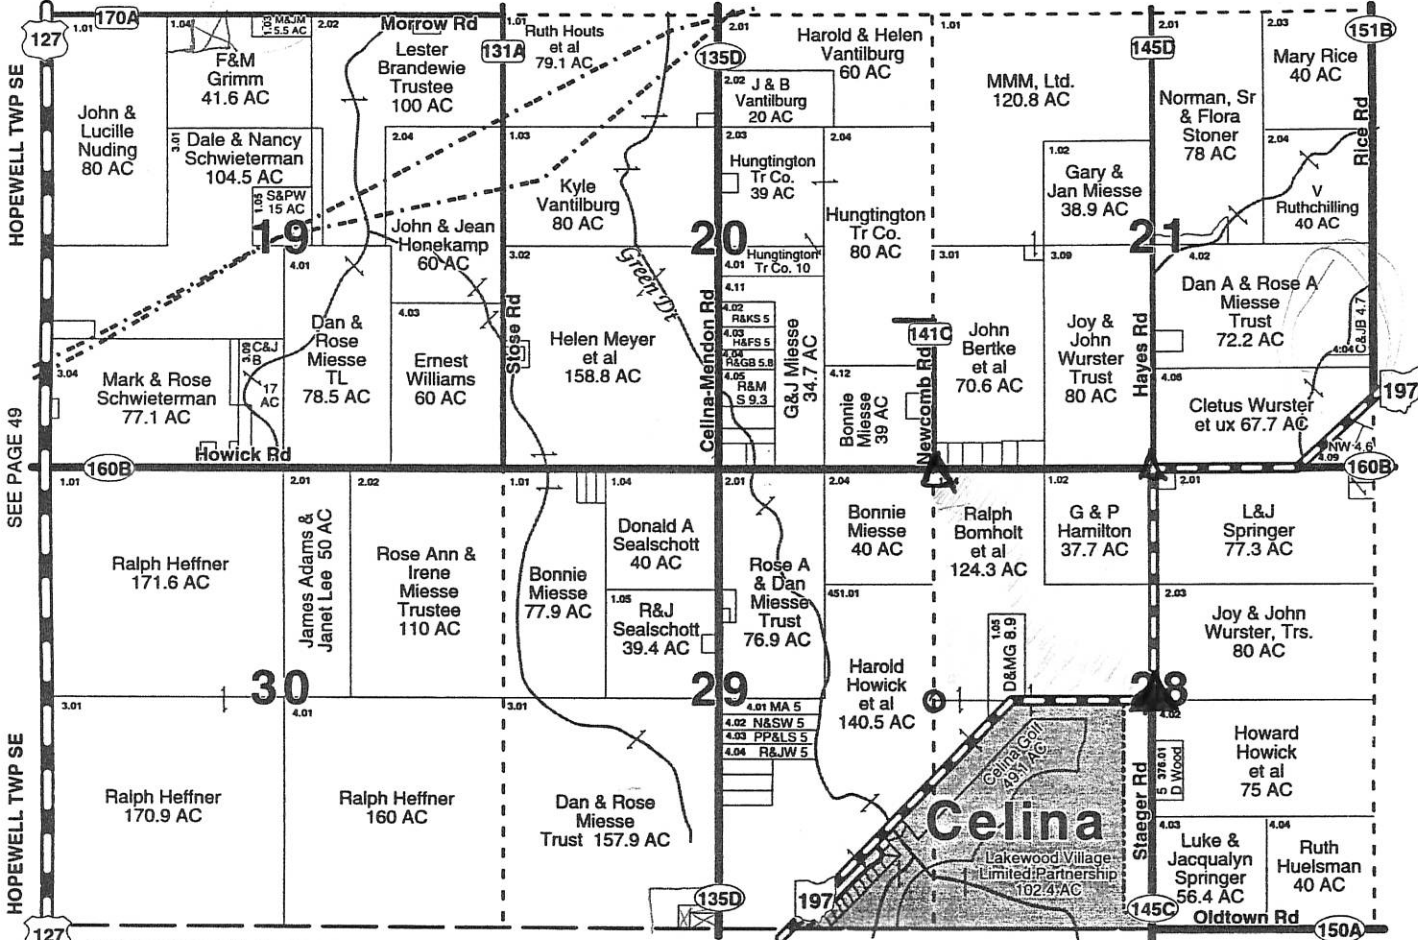 HOPEWELL TWP SE
SEE PAGE 49
HOPEWELL TWP SE
127
170A
Morrow Rd
131A
135D
145D
151B
1.01
John &
Lucille
Nuding
80 AC
1.04
F&M
Grimm
41.6 AC
1.03
M&JM
5.5 AC
2.02
Lester
Brandewie
Trustee
100 AC
3.01
Dale & Nancy
Schwieterman
104.5 AC
1.05
S&PW
15 AC
2.04
John & Jean
Honekamp
60 AC
19
3.04
Mark & Rose
Schwieterman
77.1 AC
3.09
C&J
B
17
AC
4.01
Dan &
Rose
Miesse
TL
78.5 AC
4.03
Ernest
Williams
60 AC
Howick Rd
Stose Rd
1.01
Ruth Houts
et al
79.1 AC
1.03
Kyle
Vantilburg
80 AC
Green Dt
3.02
Helen Meyer
et al
158.8 AC
20
Celina-Mendon Rd
2.01
Harold & Helen
Vantilburg
60 AC
2.02
J & B
Vantilburg
20 AC
2.03
Hungtington
Tr Co.
39 AC
2.04
Hungtington
Tr Co.
80 AC
4.01
Hungtington
Tr Co. 10
4.11
4.02
R&KS 5
4.03
H&FS 5
4.04
R&GB 5.8
4.05
R&M
S 9.3
G&J Miesse
34.7 AC
4.12
Bonnie
Miesse
39 AC
141C
Newcomb Rd
1.01
MMM, Ltd.
120.8 AC
1.02
Gary &
Jan Miesse
38.9 AC
3.01
John
Bertke
et al
70.6 AC
3.09
Joy &
John
Wurster
Trust
80 AC
21
Hayes Rd
2.01
Norman, Sr
& Flora
Stoner
78 AC
2.03
Mary Rice
40 AC
2.04
V
Ruthchilling
40 AC
Rice Rd
4.02
Dan A & Rose A
Miesse
Trust
72.2 AC
4.04
C&JB 4.7
4.06
Cletus Wurster
et ux 67.7 AC
NW 4.6
4.09
197
160B
160B
1.01
Ralph Heffner
171.6 AC
2.01
James Adams &
Janet Lee 50 AC
2.02
Rose Ann &
Irene
Miesse
Trustee
110 AC
30
3.01
Ralph Heffner
170.9 AC
4.01
Ralph Heffner
160 AC
1.01
Bonnie
Miesse
77.9 AC
1.04
Donald A
Sealschott
40 AC
1.05
R&J
Sealschott
39.4 AC
3.01
Dan & Rose
Miesse
Trust 157.9 AC
29
2.01
Rose A
& Dan
Miesse
Trust
76.9 AC
2.04
Bonnie
Miesse
40 AC
451.01
Harold
Howick
et al
140.5 AC
4.01 MA 5
4.02 N&SW 5
4.03 PP&LS 5
4.04 R&JW 5
Ralph
Bomholt
et al
124.3 AC
1.02
G & P
Hamilton
37.7 AC
1.05
D&MG 8.9
28
2.01
L&J
Springer
77.3 AC
2.03
Joy & John
Wurster, Trs.
80 AC
4.02
Howard
Howick
et al
75 AC
5 376.01
D Wood
Celina Golf
49.1 AC
Celina
Lakewood Village
Limited Partnership
102.4 AC
Staeger Rd
4.03
Luke &
Jacqualyn
Springer
56.4 AC
4.04
Ruth
Huelsman
40 AC
Oldtown Rd
127
135D
197
145C
150A